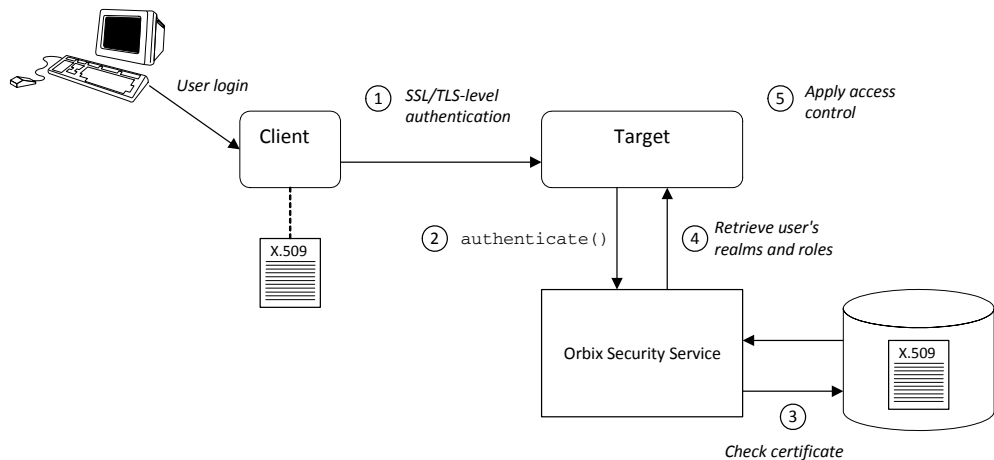 User login
1
SSL/TLS-level
authentication
5
Apply access
control
Client
Target
X.509
2
authenticate()
4
Retrieve user's
realms and roles
Orbix Security Service
X.509
3
Check certificate